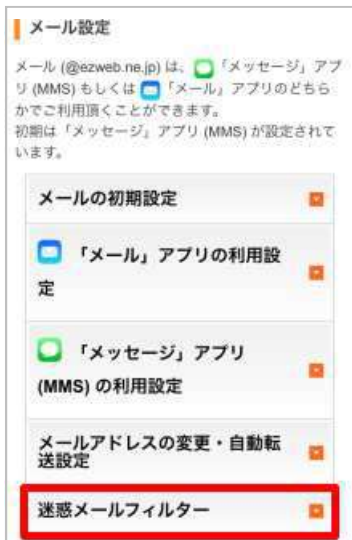 メール設定
メール (@ezweb.ne.jp) は、「メッセージ」アプ
リ (MMS) もしくは「メール」アプリのどちら
かでご利用頂くことができます。
初期は「メッセージ」アプリ (MMS) が設定されて
います。
メールの初期設定
「メール」アプリの利用設
定
「メッセージ」アプリ
(MMS) の利用設定
メールアドレスの変更・自動転
送設定
迷惑メールフィルター